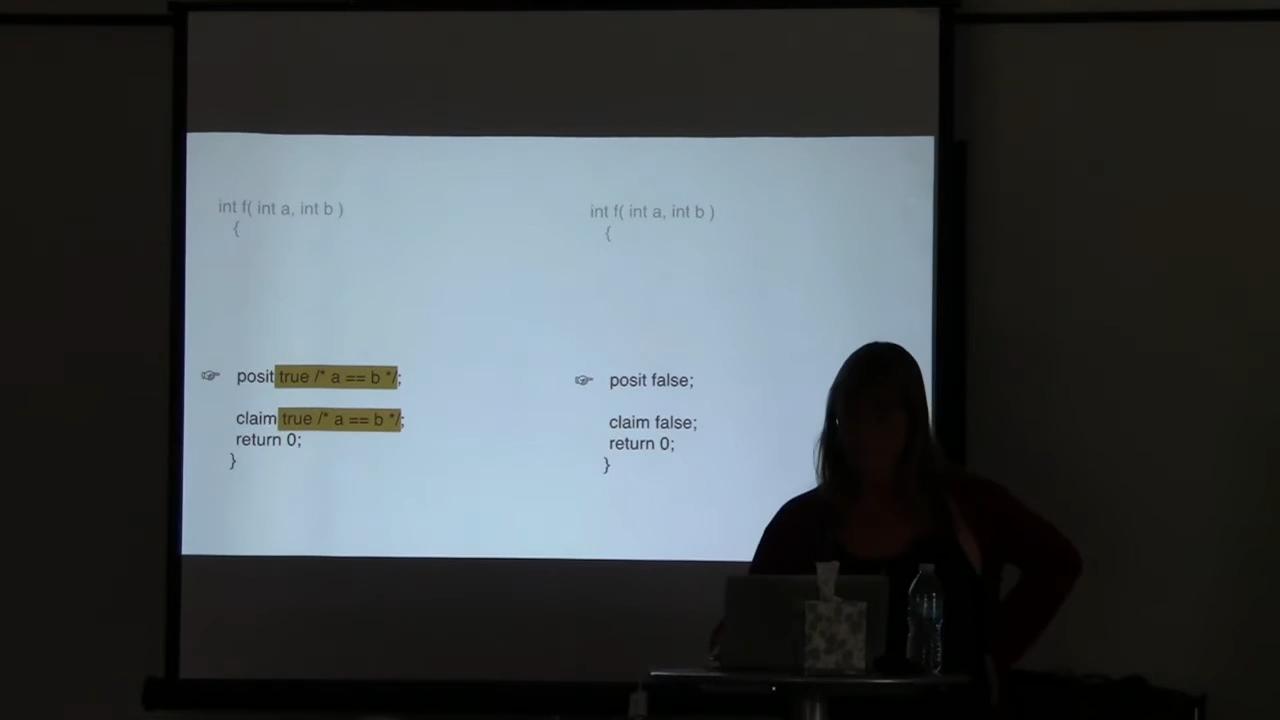 int f( int a, int b )
{
☞ posit true /* a == b */;
claim true /* a == b */;
return 0;
}
int f( int a, int b )
{
☞ posit false;
claim false;
return 0;
}